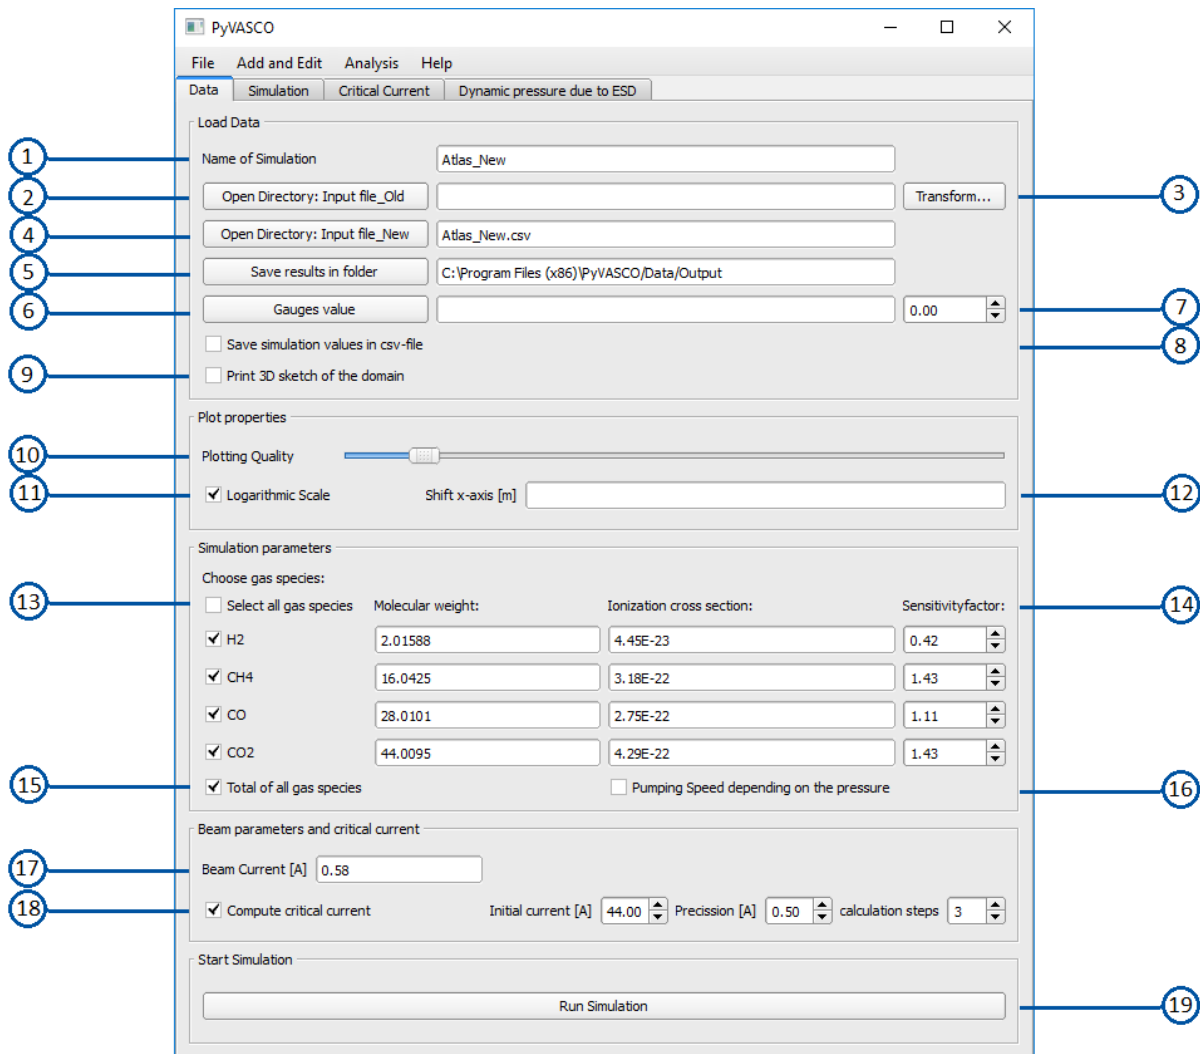 PyVASCO
File Add and Edit Analysis Help
Data Simulation Critical Current Dynamic pressure due to ESD
Load Data
1 Name of Simulation Atlas_New
2 Open Directory: Input file_Old Transform... 3
4 Open Directory: Input file_New Atlas_New.csv
5 Save results in folder C:\Program Files (x86)\PyVASCO/Data/Output
6 Gauges value 0.00 7
Save simulation values in csv-file 8
9 Print 3D sketch of the domain
Plot properties
10 Plotting Quality
11 Logarithmic Scale Shift x-axis [m] 12
Simulation parameters
Choose gas species:
13 Select all gas species Molecular weight: Ionization cross section: Sensitivityfactor: 14
H2 2.01588 4.45E-23 0.42
CH4 16.0425 3.18E-22 1.43
CO 28.0101 2.75E-22 1.11
CO2 44.0095 4.29E-22 1.43
15 Total of all gas species Pumping Speed depending on the pressure 16
Beam parameters and critical current
17 Beam Current [A] 0.58
18 Compute critical current Initial current [A] 44.00 Precission [A] 0.50 calculation steps 3
Start Simulation
Run Simulation 19